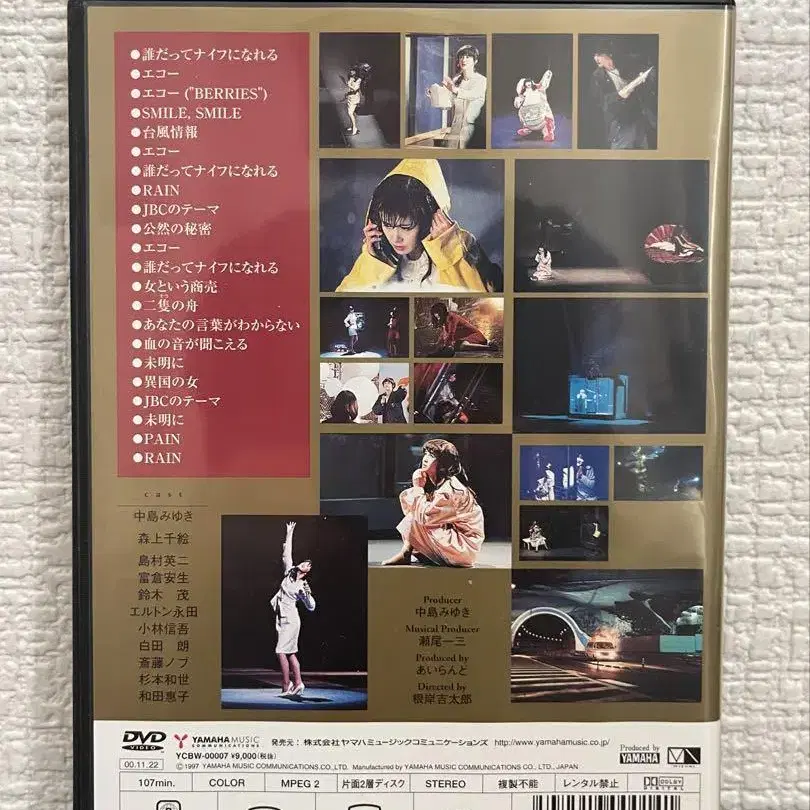 ●誰だってナイフになれる
●エコー
●エコー ("BERRIES")
●SMILE, SMILE
●台風情報
●エコー
●誰だってナイフになれる
●RAIN
●JBCのテーマ
●公然の秘密
●エコー
●誰だってナイフになれる
●女という商売
●二隻の舟
●あなたの言葉がわからない
●血の音が聞こえる
●未明に
●異国の女
●JBCのテーマ
●未明に
●PAIN
●RAIN
cast
中島みゆき
森上千絵
島村英二
富倉安生
鈴木 茂
エルトン永田
小林信吾
白田 朗
斎藤ノブ
杉本和世
和田惠子
Producer
中島みゆき
Musical Producer
瀬尾一三
Produced by
あいらんど
Directed by
根岸吉太郎
DVD VIDEO
YAMAHA MUSIC COMMUNICATIONS
発売元：株式会社ヤマハミュージックコミュニケーションズ http://www.yamahamusic.co.jp/
Produced by YAMAHA
00.11.22
YCBW-00007 ¥9,000(税抜)
Ⓒ1997 YAMAHA MUSIC COMMUNICATIONS CO., LTD. Manufactured by YAMAHA MUSIC COMMUNICATIONS CO., LTD., JAPAN
107min. COLOR MPEG 2 片面2層ディスク STEREO 複製不能 レンタル禁止 DOLBY DIGITAL